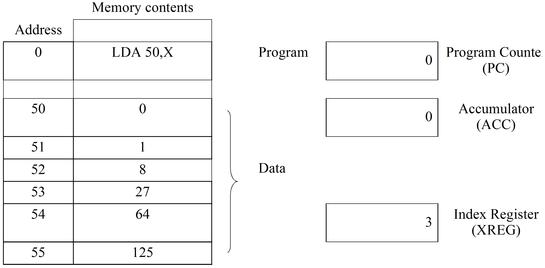 Memory contents
Address
0 LDA 50,X Program 0 Program Counte
(PC)
50 0 0 Accumulator
(ACC)
51 1
52 8 Data
53 27
54 64 3 Index Register
(XREG)
55 125